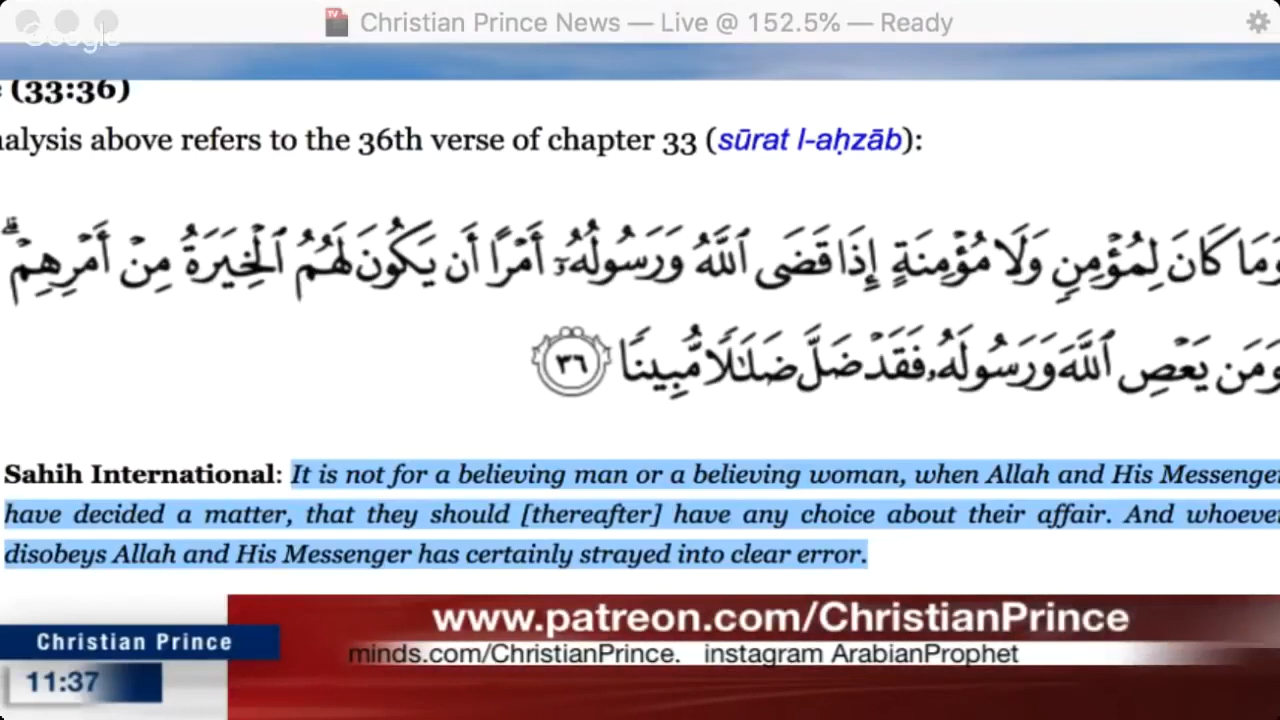 Christian Prince News — Live @ 152.5% — Ready
Google
(33:36)
nalysis above refers to the 36th verse of chapter 33 (sūrat l-aḥzāb):
وَمَا كَانَ لِمُؤْمِنٍ وَلَا مُؤْمِنَةٍ إِذَا قَضَى ٱللَّهُ وَرَسُولُهُۥٓ أَمْرًا أَن يَكُونَ لَهُمُ ٱلْخِيَرَةُ مِنْ أَمْرِهِمْ ۗ
وَمَن يَعْصِ ٱللَّهَ وَرَسُولَهُۥ فَقَدْ ضَلَّ ضَلَـٰلًا مُّبِينًا ٣٦
Sahih International: It is not for a believing man or a believing woman, when Allah and His Messenger
have decided a matter, that they should [thereafter] have any choice about their affair. And whoever
disobeys Allah and His Messenger has certainly strayed into clear error.
www.patreon.com/ChristianPrince
Christian Prince
minds.com/ChristianPrince. instagram ArabianProphet
11:37